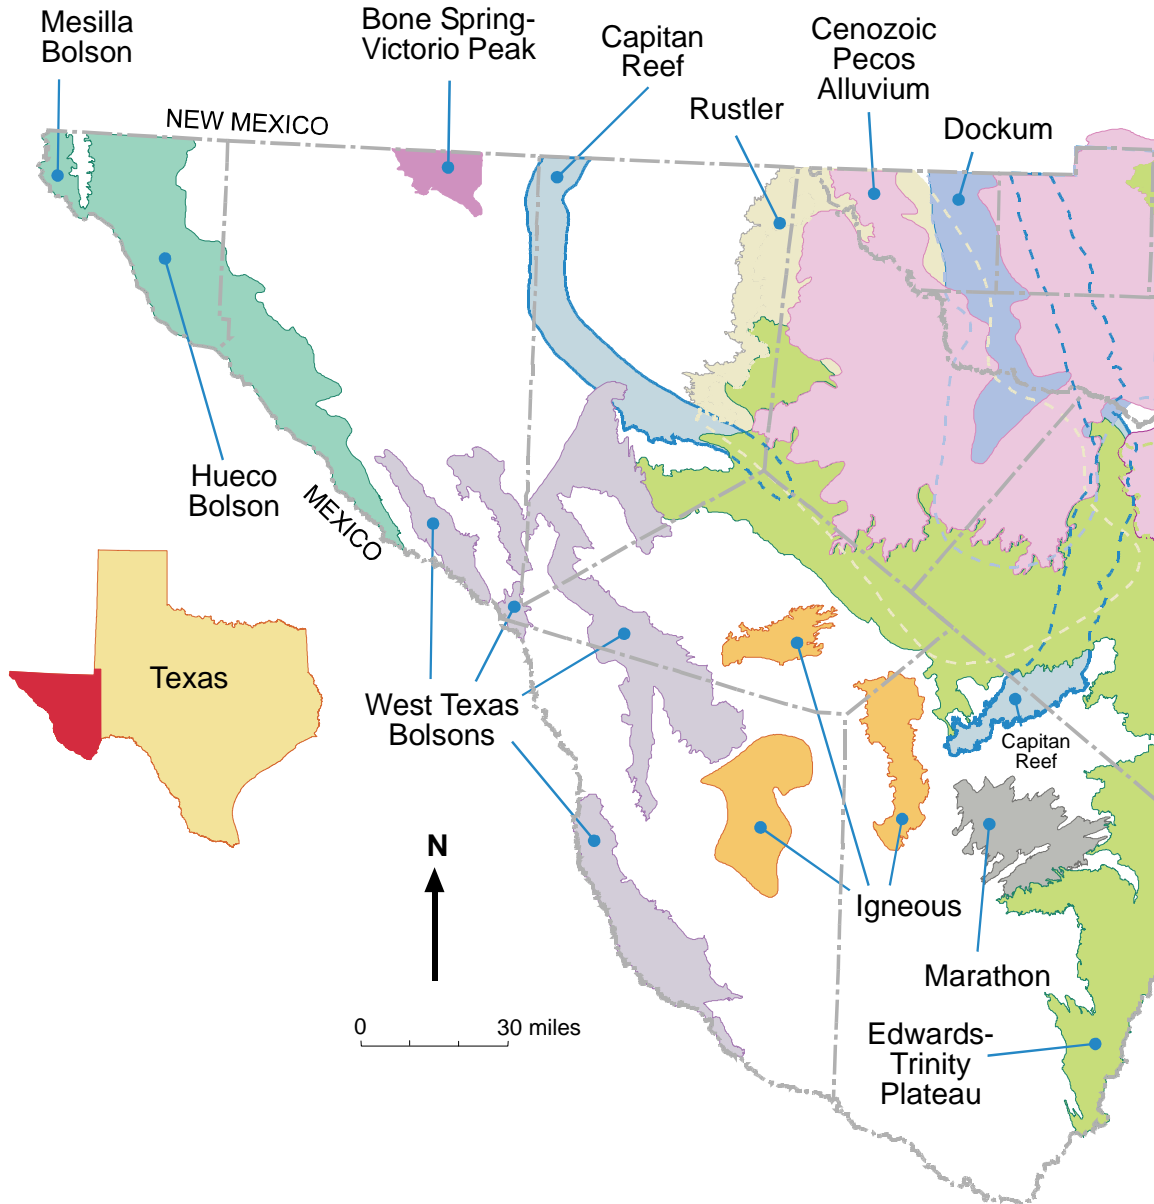 Mesilla
Bolson
Bone Spring-
Victorio Peak
Capitan
Reef
Cenozoic
Pecos
Alluvium
Rustler
Dockum
NEW MEXICO
Hueco
Bolson
MEXICO
Texas
West Texas
Bolsons
Capitan
Reef
N
Igneous
Marathon
0 30 miles
Edwards-
Trinity
Plateau